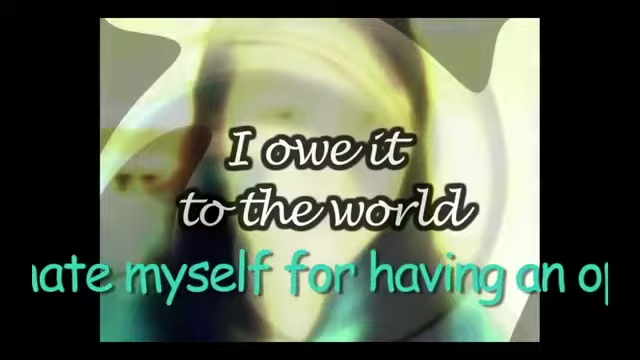 I owe it
to the world
myself for having an